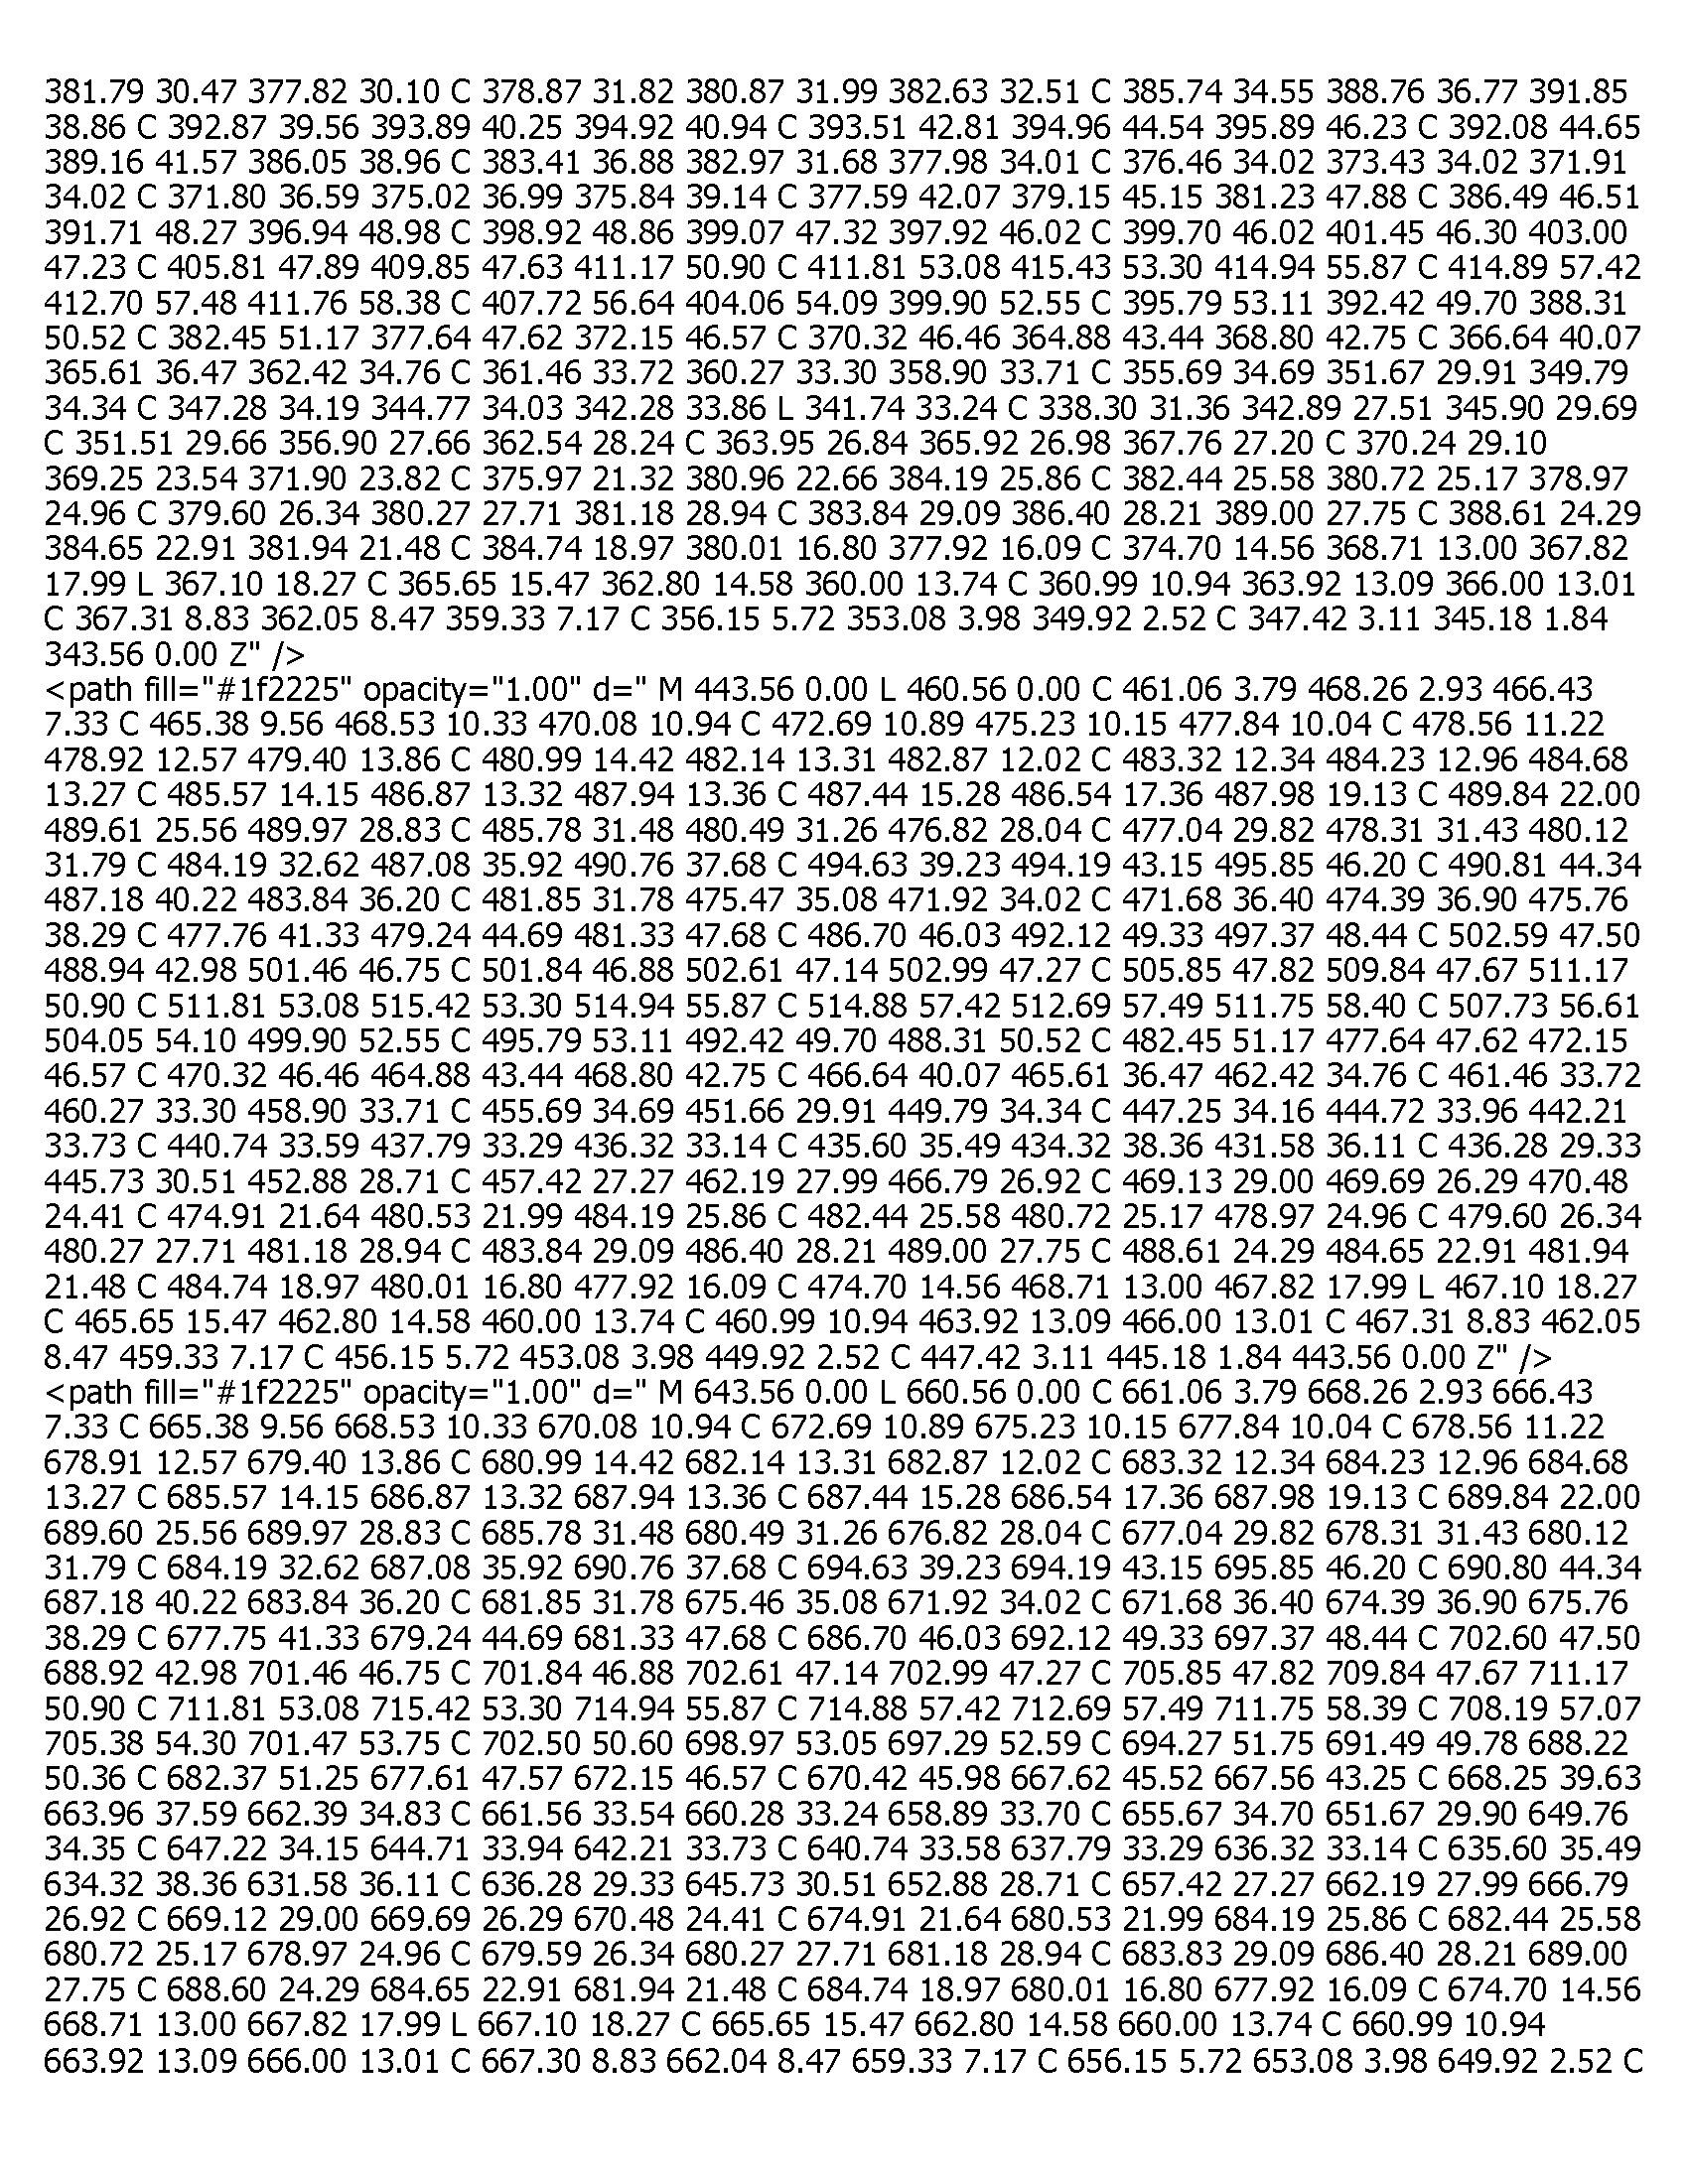 381.79 30.47 377.82 30.10 C 378.87 31.82 380.87 31.99 382.63 32.51 C 385.74 34.55 388.76 36.77 391.85
38.86 C 392.87 39.56 393.89 40.25 394.92 40.94 C 393.51 42.81 394.96 44.54 395.89 46.23 C 392.08 44.65
389.16 41.57 386.05 38.96 C 383.41 36.88 382.97 31.68 377.98 34.01 C 376.46 34.02 373.43 34.02 371.91
34.02 C 371.80 36.59 375.02 36.99 375.84 39.14 C 377.59 42.07 379.15 45.15 381.23 47.88 C 386.49 46.51
391.71 48.27 396.94 48.98 C 398.92 48.86 399.07 47.32 397.92 46.02 C 399.70 46.02 401.45 46.30 403.00
47.23 C 405.81 47.89 409.85 47.63 411.17 50.90 C 411.81 53.08 415.43 53.30 414.94 55.87 C 414.89 57.42
412.70 57.48 411.76 58.38 C 407.72 56.64 404.06 54.09 399.90 52.55 C 395.79 53.11 392.42 49.70 388.31
50.52 C 382.45 51.17 377.64 47.62 372.15 46.57 C 370.32 46.46 364.88 43.44 368.80 42.75 C 366.64 40.07
365.61 36.47 362.42 34.76 C 361.46 33.72 360.27 33.30 358.90 33.71 C 355.69 34.69 351.67 29.91 349.79
34.34 C 347.28 34.19 344.77 34.03 342.28 33.86 L 341.74 33.24 C 338.30 31.36 342.89 27.51 345.90 29.69
C 351.51 29.66 356.90 27.66 362.54 28.24 C 363.95 26.84 365.92 26.98 367.76 27.20 C 370.24 29.10
369.25 23.54 371.90 23.82 C 375.97 21.32 380.96 22.66 384.19 25.86 C 382.44 25.58 380.72 25.17 378.97
24.96 C 379.60 26.34 380.27 27.71 381.18 28.94 C 383.84 29.09 386.40 28.21 389.00 27.75 C 388.61 24.29
384.65 22.91 381.94 21.48 C 384.74 18.97 380.01 16.80 377.92 16.09 C 374.70 14.56 368.71 13.00 367.82
17.99 L 367.10 18.27 C 365.65 15.47 362.80 14.58 360.00 13.74 C 360.99 10.94 363.92 13.09 366.00 13.01
C 367.31 8.83 362.05 8.47 359.33 7.17 C 356.15 5.72 353.08 3.98 349.92 2.52 C 347.42 3.11 345.18 1.84
343.56 0.00 Z" />
<path fill="#1f2225" opacity="1.00" d=" M 443.56 0.00 L 460.56 0.00 C 461.06 3.79 468.26 2.93 466.43
7.33 C 465.38 9.56 468.53 10.33 470.08 10.94 C 472.69 10.89 475.23 10.15 477.84 10.04 C 478.56 11.22
478.92 12.57 479.40 13.86 C 480.99 14.42 482.14 13.31 482.87 12.02 C 483.32 12.34 484.23 12.96 484.68
13.27 C 485.57 14.15 486.87 13.32 487.94 13.36 C 487.44 15.28 486.54 17.36 487.98 19.13 C 489.84 22.00
489.61 25.56 489.97 28.83 C 485.78 31.48 480.49 31.26 476.82 28.04 C 477.04 29.82 478.31 31.43 480.12
31.79 C 484.19 32.62 487.08 35.92 490.76 37.68 C 494.63 39.23 494.19 43.15 495.85 46.20 C 490.81 44.34
487.18 40.22 483.84 36.20 C 481.85 31.78 475.47 35.08 471.92 34.02 C 471.68 36.40 474.39 36.90 475.76
38.29 C 477.76 41.33 479.24 44.69 481.33 47.68 C 486.70 46.03 492.12 49.33 497.37 48.44 C 502.59 47.50
488.94 42.98 501.46 46.75 C 501.84 46.88 502.61 47.14 502.99 47.27 C 505.85 47.82 509.84 47.67 511.17
50.90 C 511.81 53.08 515.42 53.30 514.94 55.87 C 514.88 57.42 512.69 57.49 511.75 58.40 C 507.73 56.61
504.05 54.10 499.90 52.55 C 495.79 53.11 492.42 49.70 488.31 50.52 C 482.45 51.17 477.64 47.62 472.15
46.57 C 470.32 46.46 464.88 43.44 468.80 42.75 C 466.64 40.07 465.61 36.47 462.42 34.76 C 461.46 33.72
460.27 33.30 458.90 33.71 C 455.69 34.69 451.66 29.91 449.79 34.34 C 447.25 34.16 444.72 33.96 442.21
33.73 C 440.74 33.59 437.79 33.29 436.32 33.14 C 435.60 35.49 434.32 38.36 431.58 36.11 C 436.28 29.33
445.73 30.51 452.88 28.71 C 457.42 27.27 462.19 27.99 466.79 26.92 C 469.13 29.00 469.69 26.29 470.48
24.41 C 474.91 21.64 480.53 21.99 484.19 25.86 C 482.44 25.58 480.72 25.17 478.97 24.96 C 479.60 26.34
480.27 27.71 481.18 28.94 C 483.84 29.09 486.40 28.21 489.00 27.75 C 488.61 24.29 484.65 22.91 481.94
21.48 C 484.74 18.97 480.01 16.80 477.92 16.09 C 474.70 14.56 468.71 13.00 467.82 17.99 L 467.10 18.27
C 465.65 15.47 462.80 14.58 460.00 13.74 C 460.99 10.94 463.92 13.09 466.00 13.01 C 467.31 8.83 462.05
8.47 459.33 7.17 C 456.15 5.72 453.08 3.98 449.92 2.52 C 447.42 3.11 445.18 1.84 443.56 0.00 Z" />
<path fill="#1f2225" opacity="1.00" d=" M 643.56 0.00 L 660.56 0.00 C 661.06 3.79 668.26 2.93 666.43
7.33 C 665.38 9.56 668.53 10.33 670.08 10.94 C 672.69 10.89 675.23 10.15 677.84 10.04 C 678.56 11.22
678.91 12.57 679.40 13.86 C 680.99 14.42 682.14 13.31 682.87 12.02 C 683.32 12.34 684.23 12.96 684.68
13.27 C 685.57 14.15 686.87 13.32 687.94 13.36 C 687.44 15.28 686.54 17.36 687.98 19.13 C 689.84 22.00
689.60 25.56 689.97 28.83 C 685.78 31.48 680.49 31.26 676.82 28.04 C 677.04 29.82 678.31 31.43 680.12
31.79 C 684.19 32.62 687.08 35.92 690.76 37.68 C 694.63 39.23 694.19 43.15 695.85 46.20 C 690.80 44.34
687.18 40.22 683.84 36.20 C 681.85 31.78 675.46 35.08 671.92 34.02 C 671.68 36.40 674.39 36.90 675.76
38.29 C 677.75 41.33 679.24 44.69 681.33 47.68 C 686.70 46.03 692.12 49.33 697.37 48.44 C 702.60 47.50
688.92 42.98 701.46 46.75 C 701.84 46.88 702.61 47.14 702.99 47.27 C 705.85 47.82 709.84 47.67 711.17
50.90 C 711.81 53.08 715.42 53.30 714.94 55.87 C 714.88 57.42 712.69 57.49 711.75 58.39 C 708.19 57.07
705.38 54.30 701.47 53.75 C 702.50 50.60 698.97 53.05 697.29 52.59 C 694.27 51.75 691.49 49.78 688.22
50.36 C 682.37 51.25 677.61 47.57 672.15 46.57 C 670.42 45.98 667.62 45.52 667.56 43.25 C 668.25 39.63
663.96 37.59 662.39 34.83 C 661.56 33.54 660.28 33.24 658.89 33.70 C 655.67 34.70 651.67 29.90 649.76
34.35 C 647.22 34.15 644.71 33.94 642.21 33.73 C 640.74 33.58 637.79 33.29 636.32 33.14 C 635.60 35.49
634.32 38.36 631.58 36.11 C 636.28 29.33 645.73 30.51 652.88 28.71 C 657.42 27.27 662.19 27.99 666.79
26.92 C 669.12 29.00 669.69 26.29 670.48 24.41 C 674.91 21.64 680.53 21.99 684.19 25.86 C 682.44 25.58
680.72 25.17 678.97 24.96 C 679.59 26.34 680.27 27.71 681.18 28.94 C 683.83 29.09 686.40 28.21 689.00
27.75 C 688.60 24.29 684.65 22.91 681.94 21.48 C 684.74 18.97 680.01 16.80 677.92 16.09 C 674.70 14.56
668.71 13.00 667.82 17.99 L 667.10 18.27 C 665.65 15.47 662.80 14.58 660.00 13.74 C 660.99 10.94
663.92 13.09 666.00 13.01 C 667.30 8.83 662.04 8.47 659.33 7.17 C 656.15 5.72 653.08 3.98 649.92 2.52 C